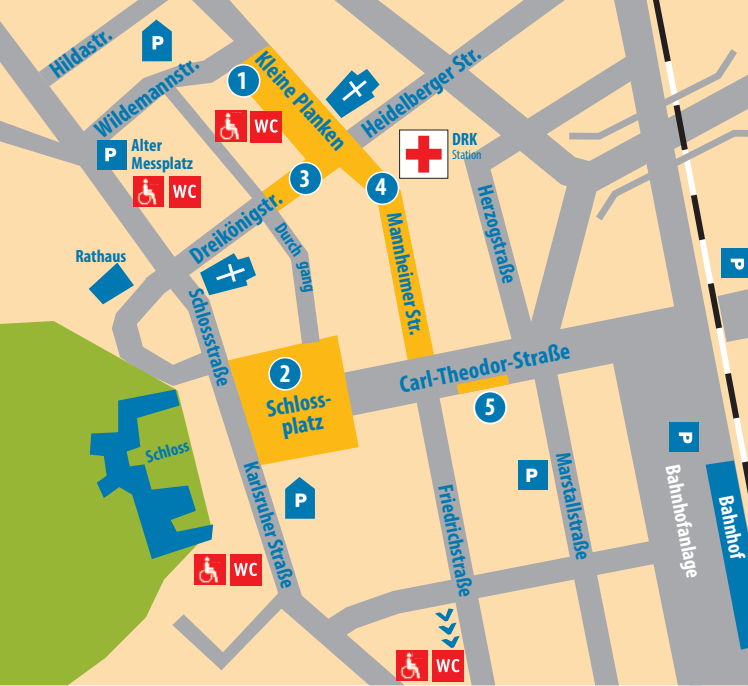 Hildastr.
P
Wildemannstr.
1
Kleine Planken
Heidelberger Str.
WC
DRK
Station
P
Alter
Messplatz
WC
3
4
Dreikönigstr.
Durch gang
Herzogstraße
Mannheimer Str.
Rathaus
P
Schlossstraße
2
Schloss-
platz
Carl-Theodor-Straße
5
Schloss
P
Karlsruher Straße
Friedrichstraße
Marstallstraße
P
P
Bahnhofanlage
Bahnhof
WC
WC